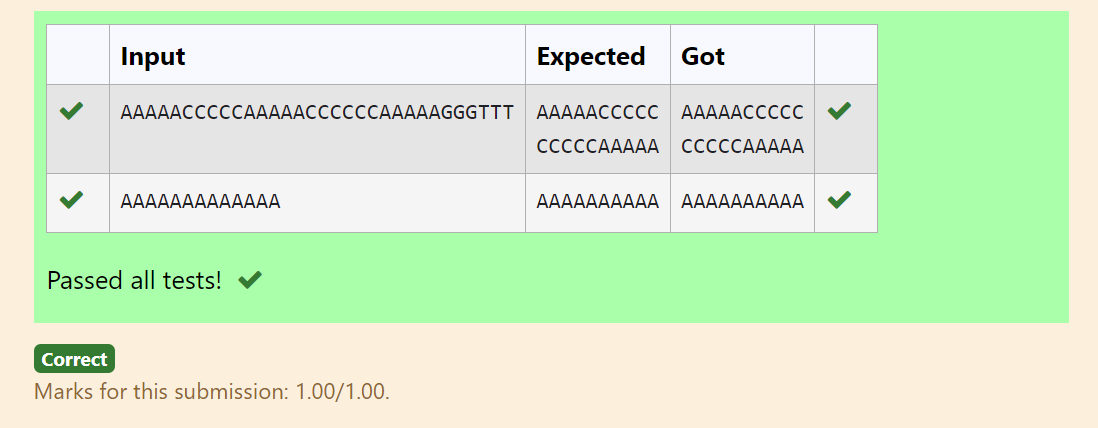 Input Expected Got
AAAAACCCCCAAAAACCCCCCAAAAAGGGTTT AAAAACCCCC AAAAACCCCC
CCCCCAAAAA CCCCCAAAAA
AAAAAAAAAAAAA AAAAAAAAAA AAAAAAAAAA
Passed all tests!
Correct
Marks for this submission: 1.00/1.00.